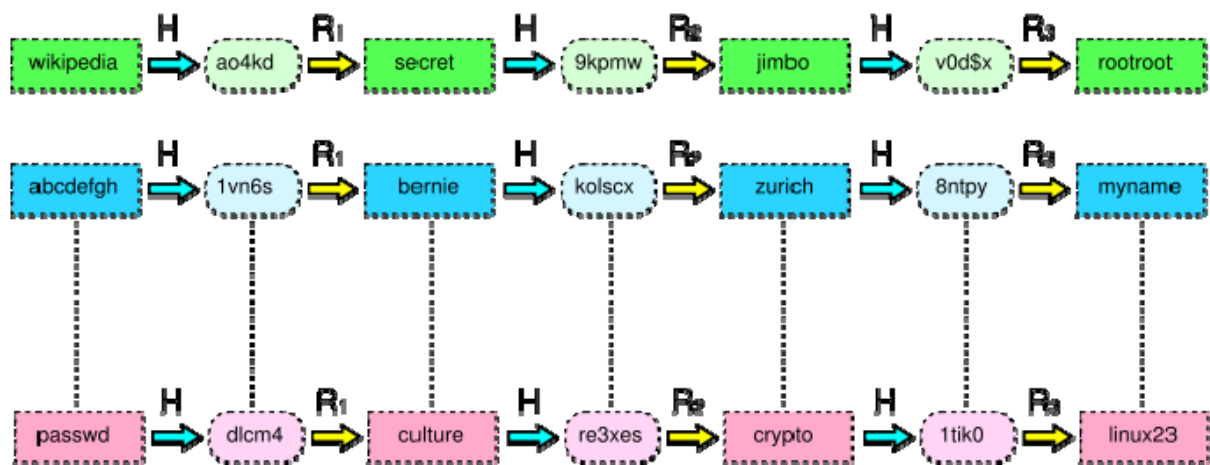 H R₁ H R₂ H R₃
wikipedia ao4kd secret 9kpmw jimbo v0d$x rootroot
H R₁ H R₂ H R₃
abcdefgh 1vn6s bernie kolscx zurich 8ntpy myname
H R₁ H R₂ H R₃
passwd dlcm4 culture re3xes crypto 1tik0 linux23